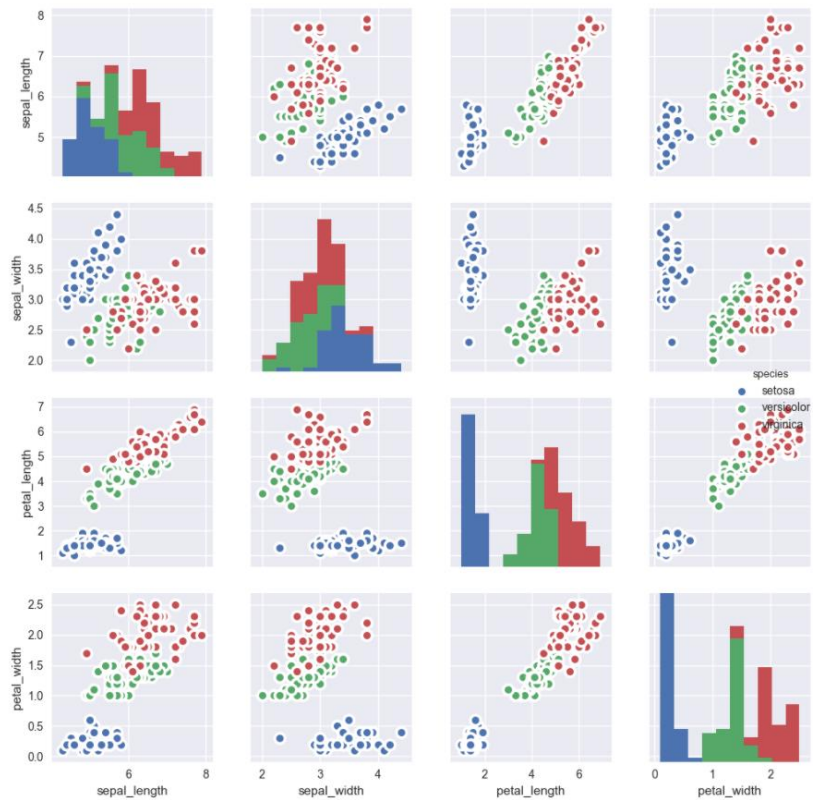 8
7
6
5
sepal_length
4.5
4.0
3.5
3.0
2.5
2.0
sepal_width
species
setosa
versicolor
virginica
7
6
5
4
3
2
1
petal_length
2.5
2.0
1.5
1.0
0.5
0.0
petal_width
6 8
2 3 4
2 4 6
0 1 2
sepal_length sepal_width petal_length petal_width